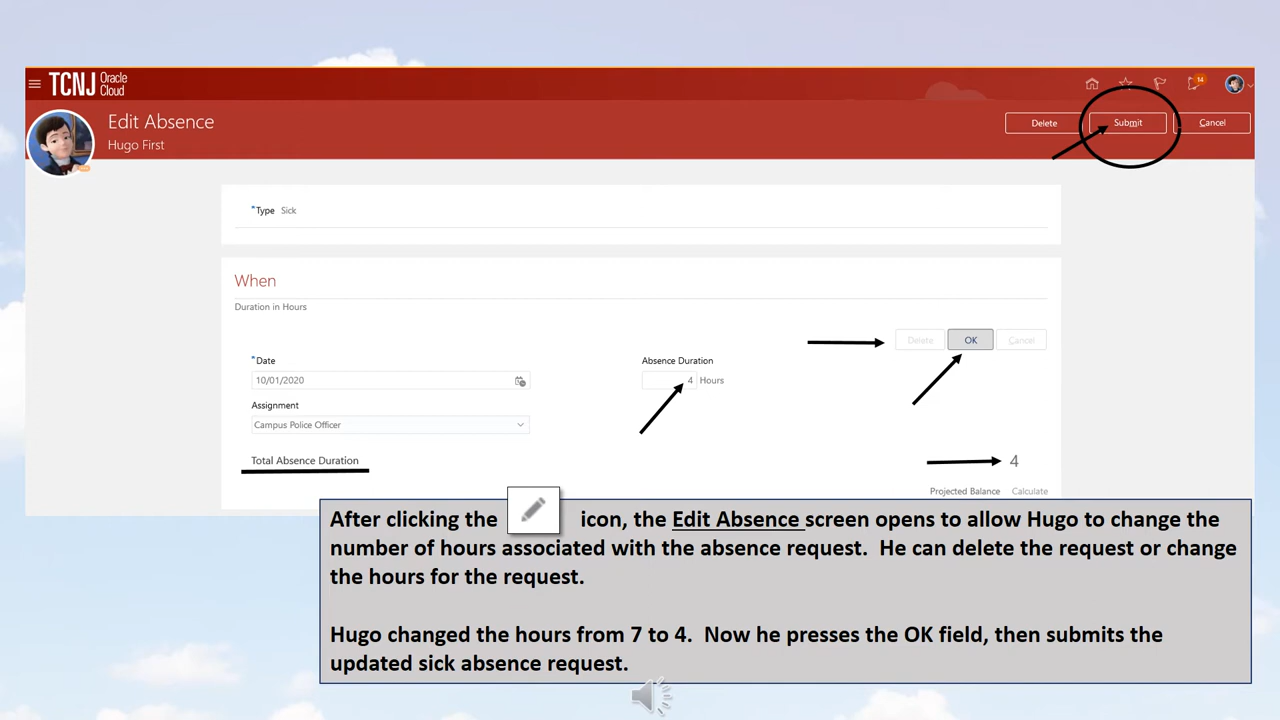 TCNJ Oracle Cloud
14
Edit Absence
Hugo First
Delete
Submit
Cancel
*Type Sick
When
Duration in Hours
Delete
OK
Cancel
*Date
Absence Duration
10/01/2020
4 Hours
Assignment
Campus Police Officer
Total Absence Duration
4
Projected Balance Calculate
After clicking the icon, the Edit Absence screen opens to allow Hugo to change the
number of hours associated with the absence request. He can delete the request or change
the hours for the request.
Hugo changed the hours from 7 to 4. Now he presses the OK field, then submits the
updated sick absence request.